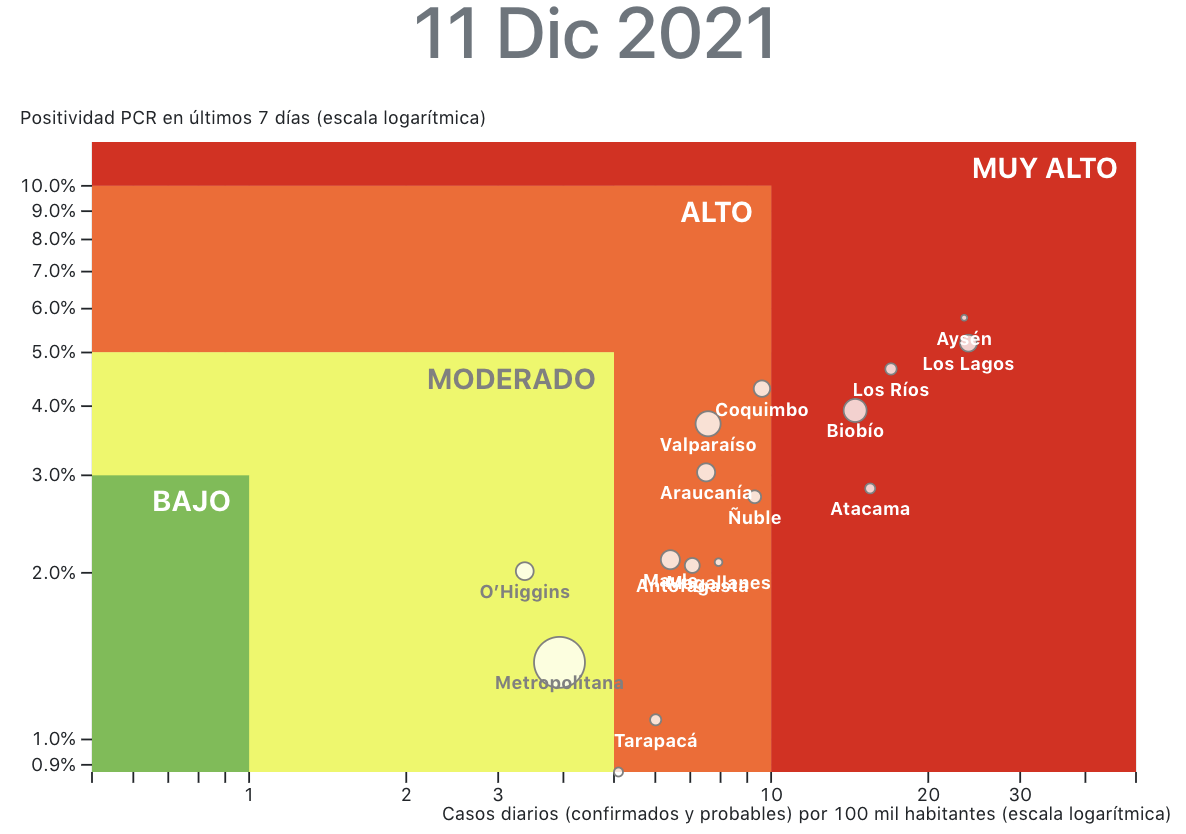 11 Dic 2021
Positividad PCR en últimos 7 días (escala logarítmica)
MUY ALTO
10.0%
ALTO
9.0%
8.0%
7.0%
6.0%
Aysén
5.0%
Los Lagos
MODERADO
Los Ríos
4.0%
Coquimbo
Biobío
Valparaíso
3.0%
Araucanía
BAJO
Atacama
Ñuble
2.0%
Maule
Magallanes
Antofagasta
O’Higgins
Metropolitana
1.0%
Tarapacá
0.9%
1 2 3 10 20 30
Casos diarios (confirmados y probables) por 100 mil habitantes (escala logarítmica)